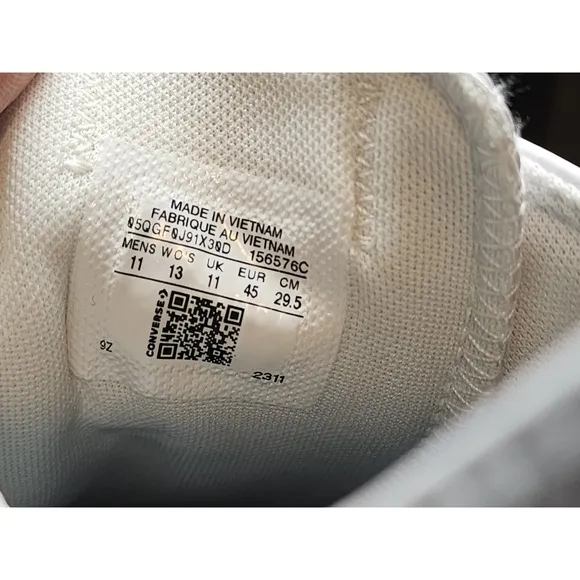 MADE IN VIETNAM
FABRIQUE AU VIETNAM
05QGF0J91X30D 156576C
MENS WO'S UK EUR CM
11 13 11 45 29.5
CONVERSE
9Z
2311